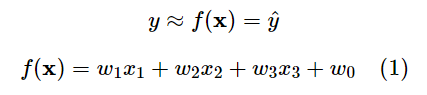 y ≈ f(x) = ŷ
f(x) = w₁x₁ + w₂x₂ + w₃x₃ + w₀ (1)